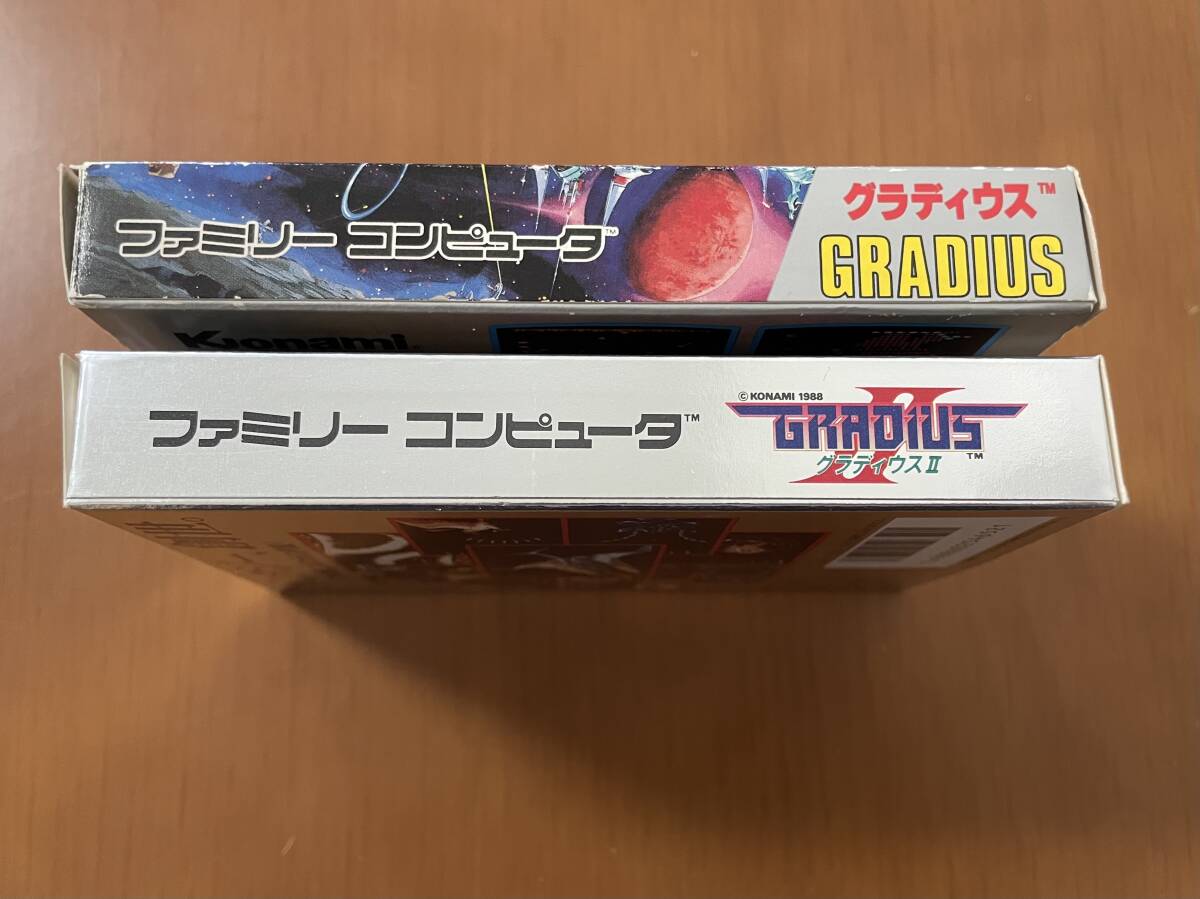 ファミリー コンピュータ™
グラディウス™
GRADIUS
Konami
ファミリー コンピュータ™
© KONAMI 1988
GRADIUS II™
グラディウスII